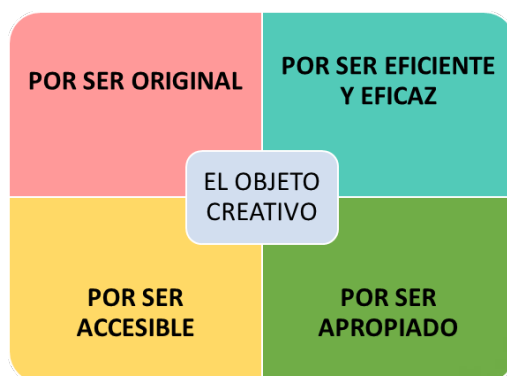 POR SER ORIGINAL
POR SER EFICIENTE
Y EFICAZ
EL OBJETO
CREATIVO
POR SER
ACCESIBLE
POR SER
APROPIADO